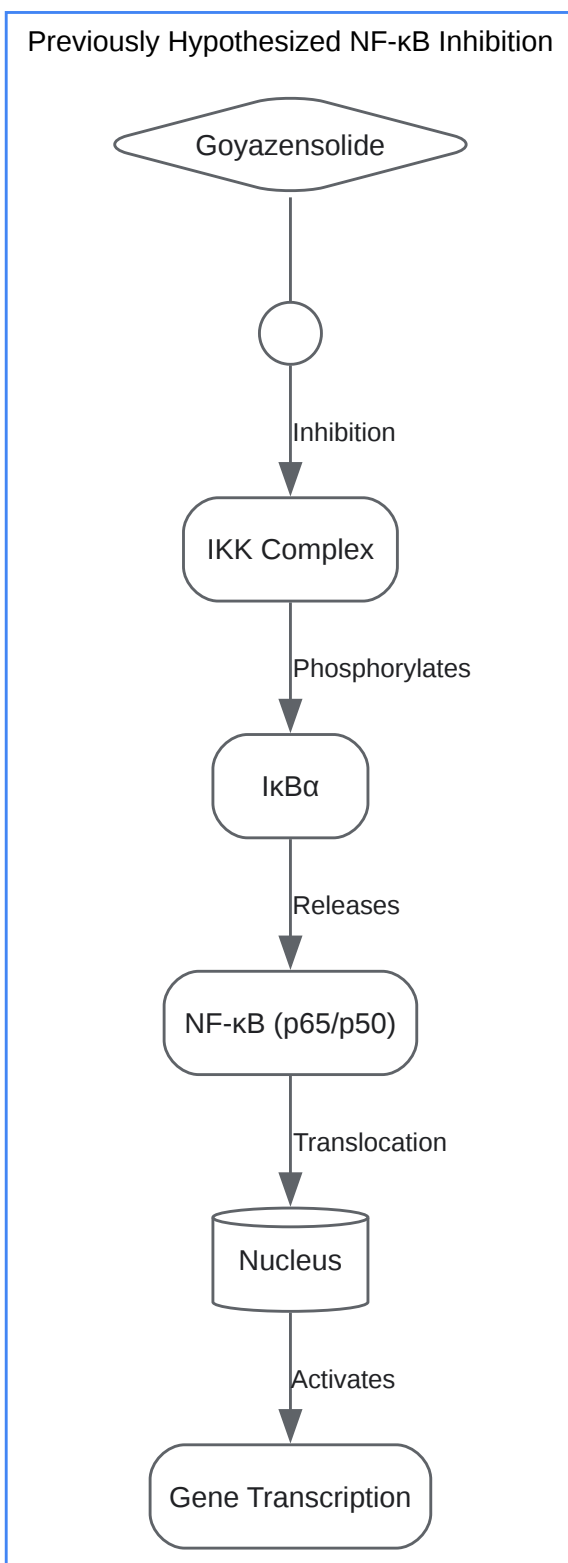 Previously Hypothesized NF-κB Inhibition
Goyazensolide
Inhibition
IKK Complex
Phosphorylates
IκBα
Releases
NF-κB (p65/p50)
Translocation
Nucleus
Activates
Gene Transcription